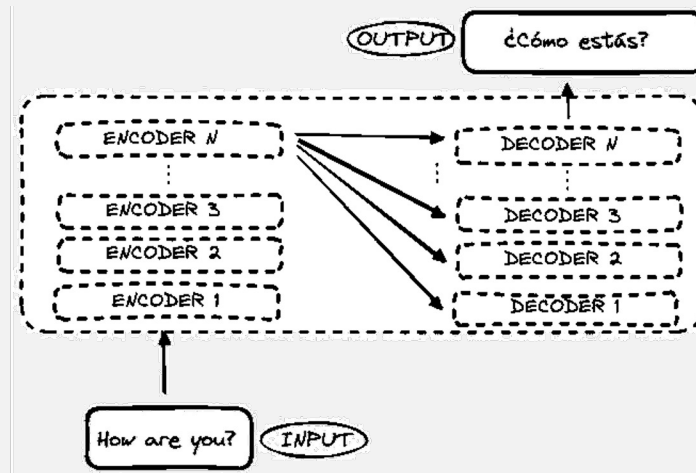 OUTPUT
¿Cómo estás?
ENCODER N
DECODER N
ENCODER 3
DECODER 3
ENCODER 2
DECODER 2
ENCODER 1
DECODER 1
How are you?
INPUT